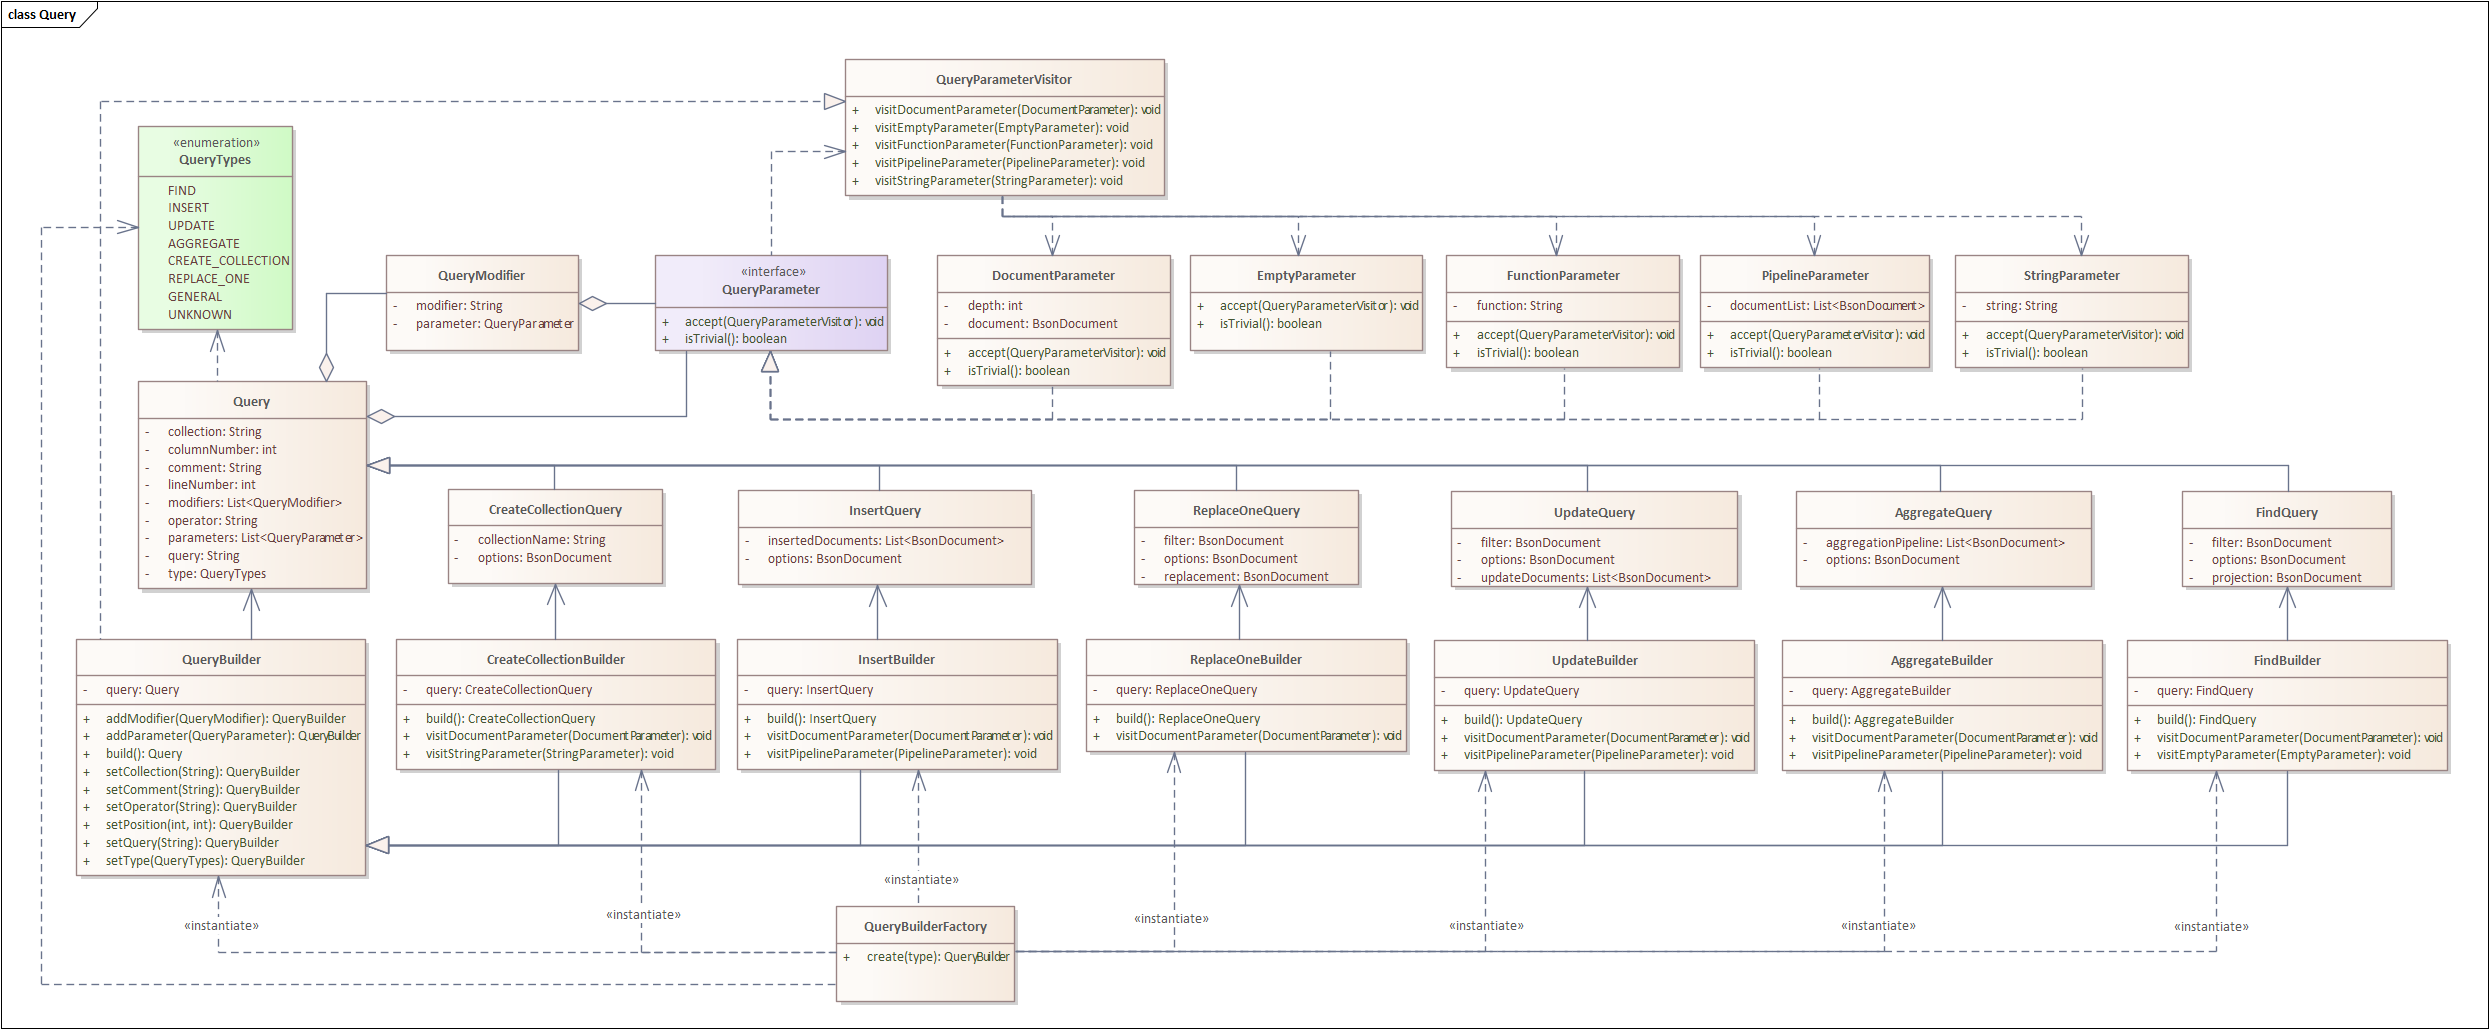 class Query
QueryParameterVisitor
+ visitDocumentParameter(DocumentParameter): void
+ visitEmptyParameter(EmptyParameter): void
+ visitFunctionParameter(FunctionParameter): void
+ visitPipelineParameter(PipelineParameter): void
+ visitStringParameter(StringParameter): void
«enumeration»
QueryTypes
FIND
INSERT
UPDATE
AGGREGATE
CREATE_COLLECTION
REPLACE_ONE
GENERAL
UNKNOWN
QueryModifier
- modifier: String
- parameter: QueryParameter
«interface»
QueryParameter
+ accept(QueryParameterVisitor): void
+ isTrivial(): boolean
DocumentParameter
- depth: int
- document: BsonDocument
+ accept(QueryParameterVisitor): void
+ isTrivial(): boolean
EmptyParameter
+ accept(QueryParameterVisitor): void
+ isTrivial(): boolean
FunctionParameter
- function: String
+ accept(QueryParameterVisitor): void
+ isTrivial(): boolean
PipelineParameter
- documentList: List<BsonDocument>
+ accept(QueryParameterVisitor): void
+ isTrivial(): boolean
StringParameter
- string: String
+ accept(QueryParameterVisitor): void
+ isTrivial(): boolean
Query
- collection: String
- columnNumber: int
- comment: String
- lineNumber: int
- modifiers: List<QueryModifier>
- operator: String
- parameters: List<QueryParameter>
- query: String
- type: QueryTypes
CreateCollectionQuery
- collectionName: String
- options: BsonDocument
InsertQuery
- insertedDocuments: List<BsonDocument>
- options: BsonDocument
ReplaceOneQuery
- filter: BsonDocument
- options: BsonDocument
- replacement: BsonDocument
UpdateQuery
- filter: BsonDocument
- options: BsonDocument
- updateDocuments: List<BsonDocument>
AggregateQuery
- aggregationPipeline: List<BsonDocument>
- options: BsonDocument
FindQuery
- filter: BsonDocument
- options: BsonDocument
- projection: BsonDocument
QueryBuilder
- query: Query
+ addModifier(QueryModifier): QueryBuilder
+ addParameter(QueryParameter): QueryBuilder
+ build(): Query
+ setCollection(String): QueryBuilder
+ setComment(String): QueryBuilder
+ setOperator(String): QueryBuilder
+ setPosition(int, int): QueryBuilder
+ setQuery(String): QueryBuilder
+ setType(QueryTypes): QueryBuilder
CreateCollectionBuilder
- query: CreateCollectionQuery
+ build(): CreateCollectionQuery
+ visitDocumentParameter(DocumentParameter): void
+ visitStringParameter(StringParameter): void
InsertBuilder
- query: InsertQuery
+ build(): InsertQuery
+ visitDocumentParameter(DocumentParameter): void
+ visitPipelineParameter(PipelineParameter): void
ReplaceOneBuilder
- query: ReplaceOneQuery
+ build(): ReplaceOneQuery
+ visitDocumentParameter(DocumentParameter): void
UpdateBuilder
- query: UpdateQuery
+ build(): UpdateQuery
+ visitDocumentParameter(DocumentParameter): void
+ visitPipelineParameter(PipelineParameter): void
AggregateBuilder
- query: AggregateBuilder
+ build(): AggregateBuilder
+ visitDocumentParameter(DocumentParameter): void
+ visitPipelineParameter(PipelineParameter): void
FindBuilder
- query: FindQuery
+ build(): FindQuery
+ visitDocumentParameter(DocumentParameter): void
+ visitEmptyParameter(EmptyParameter): void
«instantiate»
«instantiate»
«instantiate»
«instantiate»
«instantiate»
«instantiate»
«instantiate»
QueryBuilderFactory
+ create(type): QueryBuilder